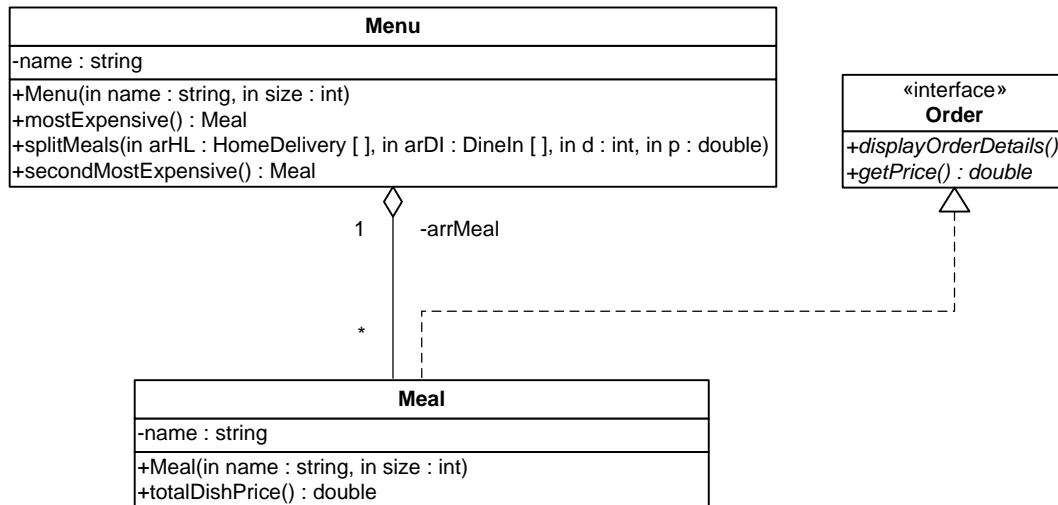 Menu
-name : string
+Menu(in name : string, in size : int)
+mostExpensive() : Meal
+splitMeals(in arHL : HomeDelivery [ ], in arDI : DineIn [ ], in d : int, in p : double)
+secondMostExpensive() : Meal
«interface»
Order
+displayOrderDetails()
+getPrice() : double
1
-arrMeal
*
Meal
-name : string
+Meal(in name : string, in size : int)
+totalDishPrice() : double